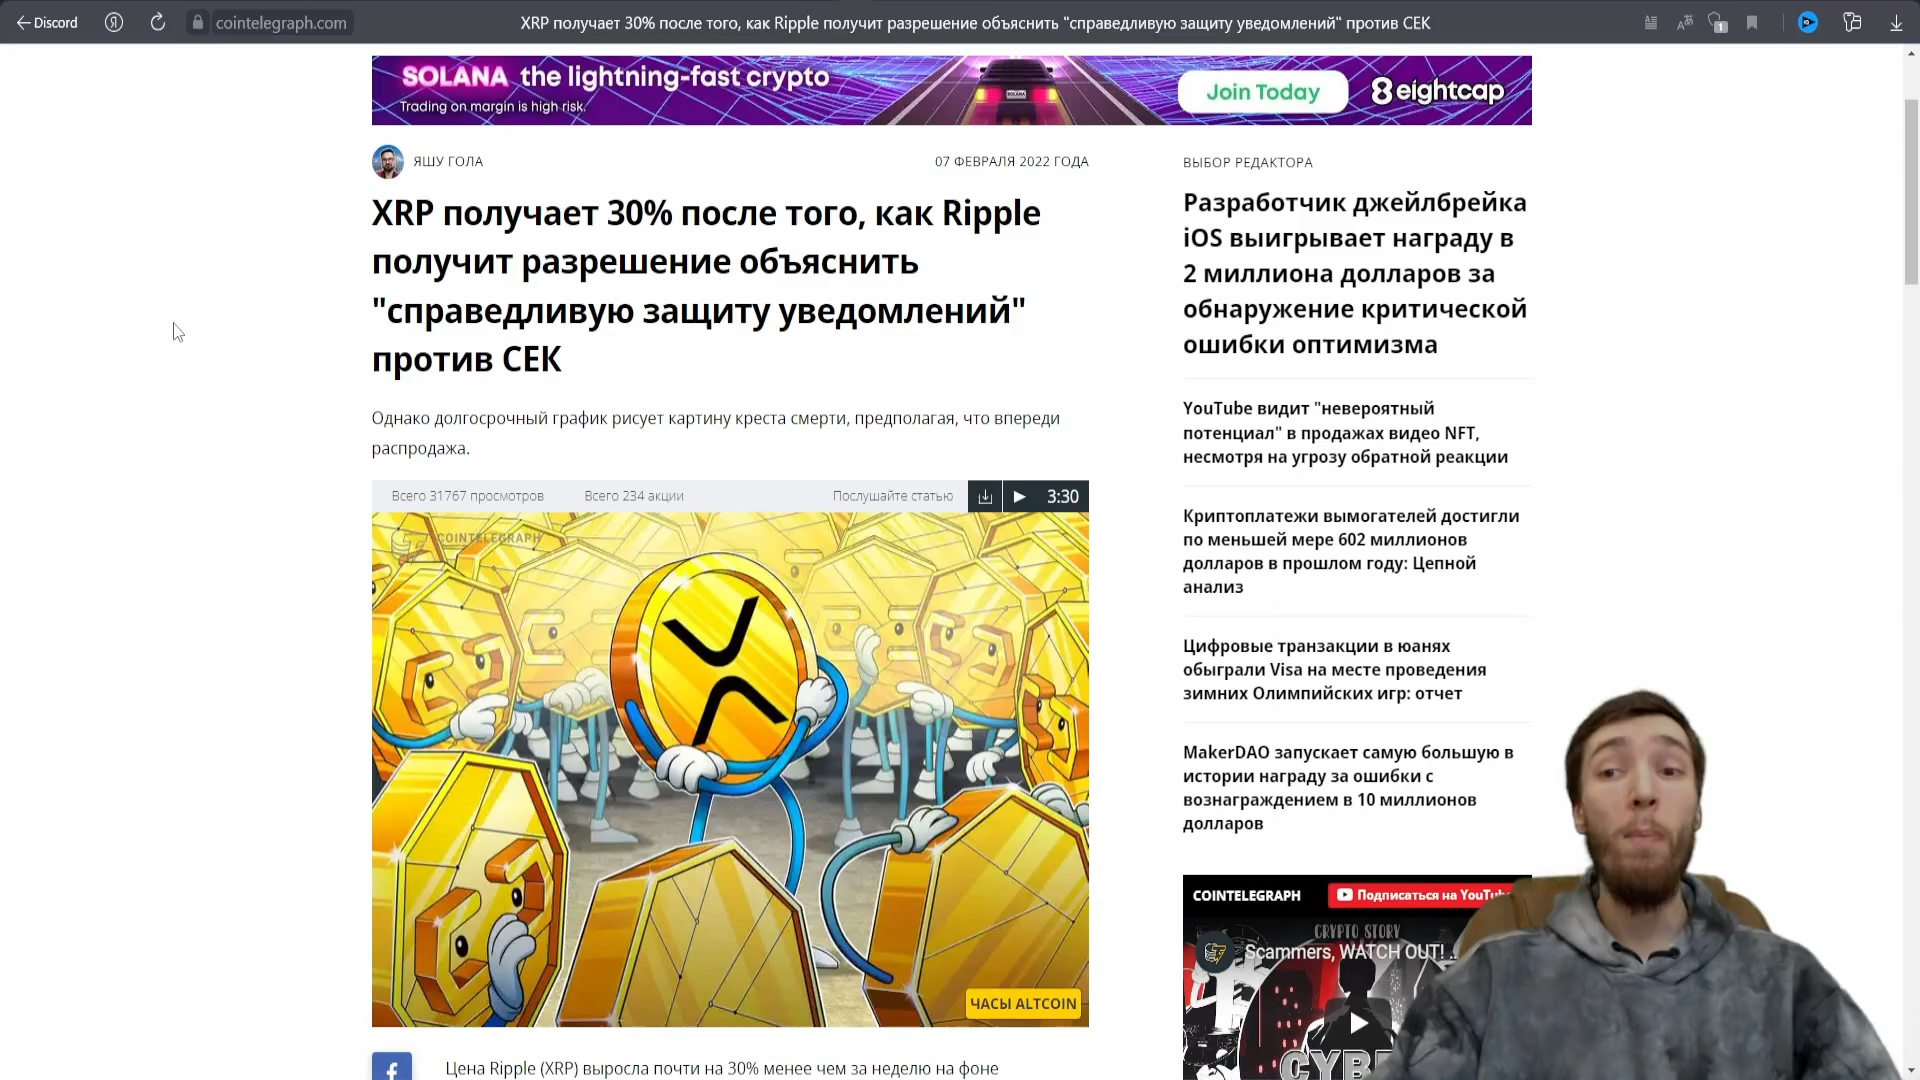 Discord
cointelegraph.com
XRP получает 30% после того, как Ripple получит разрешение объяснить "справедливую защиту уведомлений" против СЕК
1
SOLANA the lightning-fast crypto
Trading on margin is high risk.
SOLANA
Join Today
8 eightcap
ЯШУ ГОЛА
07 ФЕВРАЛЯ 2022 ГОДА
XRP получает 30% после того, как Ripple
получит разрешение объяснить
"справедливую защиту уведомлений"
против СЕК
Однако долгосрочный график рисует картину креста смерти, предполагая, что впереди
распродажа.
Всего 31767 просмотров
Всего 234 акции
Послушайте статью
3:30
COINTELEGRAPH
ЧАСЫ ALTCOIN
Цена Ripple (XRP) выросла почти на 30% менее чем за неделю на фоне
ВЫБОР РЕДАКТОРА
Разработчик джейлбрейка
iOS выигрывает награду в
2 миллиона долларов за
обнаружение критической
ошибки оптимизма
YouTube видит "невероятный
потенциал" в продажах видео NFT,
несмотря на угрозу обратной реакции
Криптоплатежи вымогателей достигли
по меньшей мере 602 миллионов
долларов в прошлом году: Цепной
анализ
Цифровые транзакции в юанях
обыграли Visa на месте проведения
зимних Олимпийских игр: отчет
MakerDAO запускает самую большую в
истории награду за ошибки с
вознаграждением в 10 миллионов
долларов
COINTELEGRAPH
Подписаться на YouTube
CRYPTO STORY
Scammers, WATCH OUT! ...